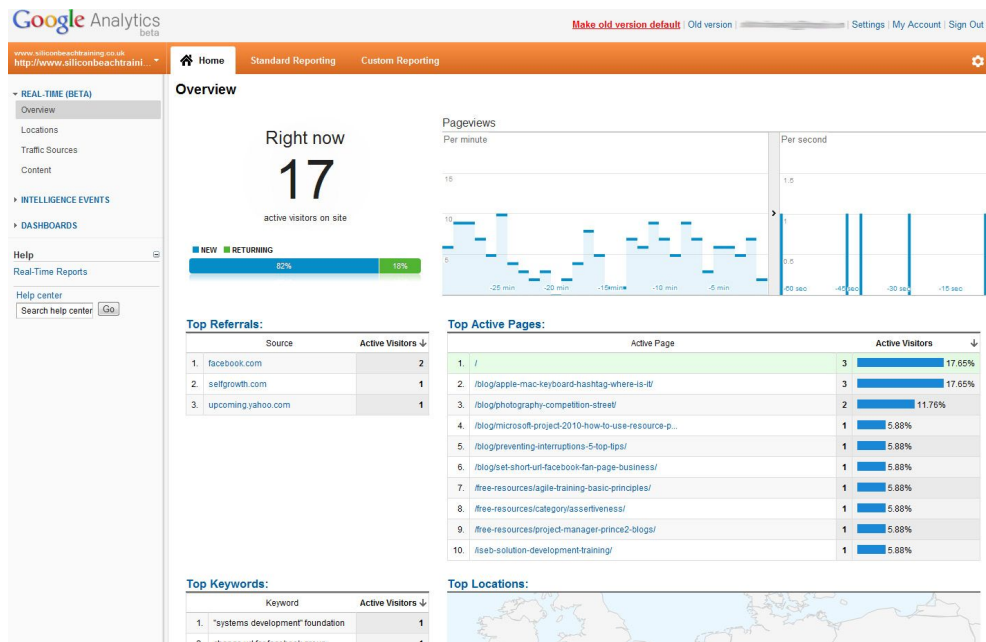 Google Analytics
beta
Make old version default | Old version | Settings | My Account | Sign Out
www.siliconbeachtraining.co.uk
http://www.siliconbeachtraini...
Home Standard Reporting Custom Reporting
REAL-TIME (BETA)
Overview
Locations
Traffic Sources
Content
INTELLIGENCE EVENTS
DASHBOARDS
Help
Real-Time Reports
Help center
Search help center Go
Overview
Right now
17
active visitors on site
NEW RETURNING
82% 18%
Pageviews
Per minute
15
10
5
-25 min -20 min -15 min -10 min -5 min
Per second
1.5
1
0.5
-60 sec -45 sec -30 sec -15 sec
Top Referrals:
Source Active Visitors
1. facebook.com 2
2. selfgrowth.com 1
3. upcoming.yahoo.com 1
Top Active Pages:
Active Page Active Visitors
1. / 3 17.65%
2. /blog/apple-mac-keyboard-hashtag-where-is-it/ 3 17.65%
3. /blog/photography-competition-street/ 2 11.76%
4. /blog/microsoft-project-2010-how-to-use-resource-p... 1 5.88%
5. /blog/preventing-interruptions-5-top-tips/ 1 5.88%
6. /blog/set-short-url-facebook-fan-page-business/ 1 5.88%
7. /free-resources/agile-training-basic-principles/ 1 5.88%
8. /free-resources/category/assertiveness/ 1 5.88%
9. /free-resources/project-manager-prince2-blogs/ 1 5.88%
10. /iseb-solution-development-training/ 1 5.88%
Top Keywords:
Keyword Active Visitors
1. "systems development" foundation 1
Top Locations: